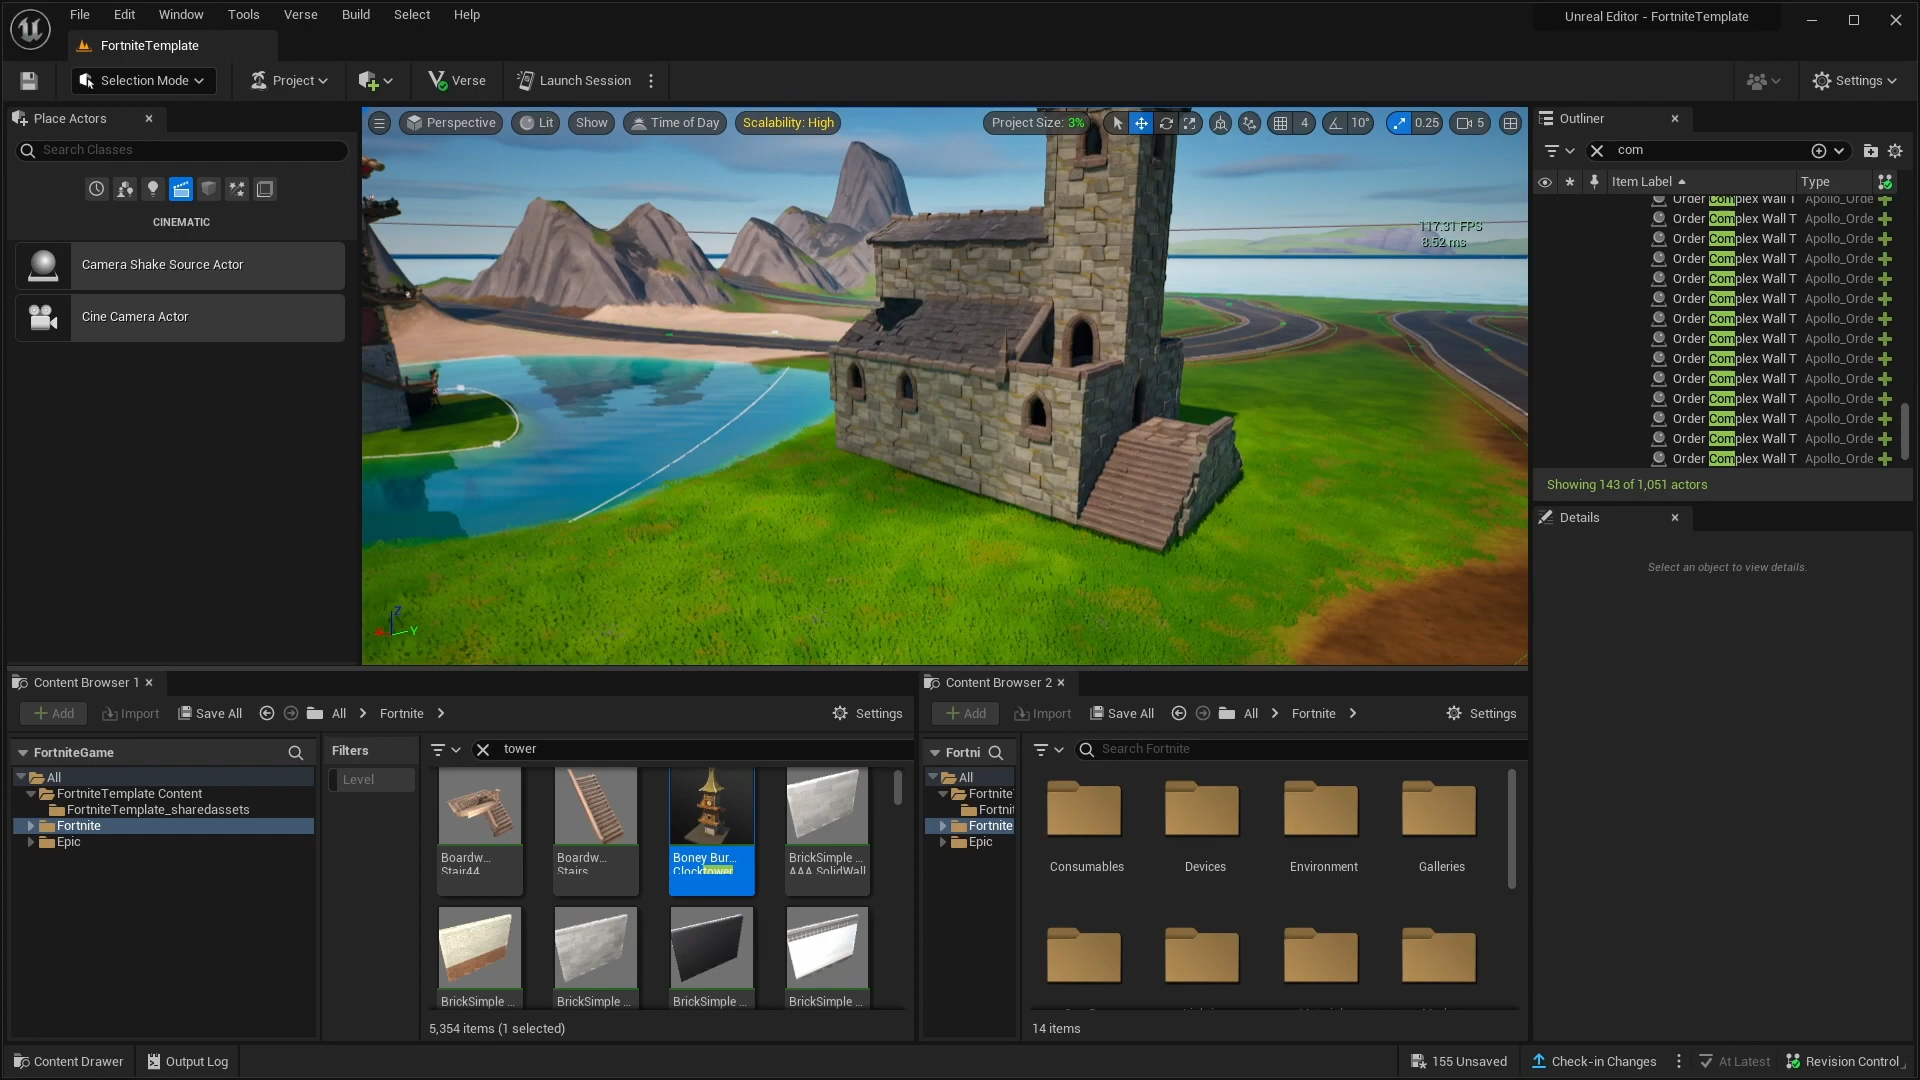 File Edit Window Tools Verse Build Select Help
Unreal Editor - FortniteTemplate
FortniteTemplate
Selection Mode
Project
Verse
Launch Session
Settings
Place Actors
Search Classes
CINEMATIC
Camera Shake Source Actor
Cine Camera Actor
Perspective
Lit
Show
Time of Day
Scalability: High
Project Size: 3%
4
10°
0.25
5
117.31 FPS
8.52 ms
Z
Y
Outliner
com
Item Label
Type
Order Complex Wall T Apollo_Orde
Order Complex Wall T Apollo_Orde
Order Complex Wall T Apollo_Orde
Order Complex Wall T Apollo_Orde
Order Complex Wall T Apollo_Orde
Order Complex Wall T Apollo_Orde
Order Complex Wall T Apollo_Orde
Order Complex Wall T Apollo_Orde
Order Complex Wall T Apollo_Orde
Order Complex Wall T Apollo_Orde
Order Complex Wall T Apollo_Orde
Order Complex Wall T Apollo_Orde
Order Complex Wall T Apollo_Orde
Order Complex Wall T Apollo_Orde
Showing 143 of 1,051 actors
Details
Select an object to view details.
Content Browser 1
Add
Import
Save All
All
Fortnite
Settings
FortniteGame
All
FortniteTemplate Content
FortniteTemplate_sharedassets
Fortnite
Epic
Filters
Level
tower
Boardw...
Stair44
Boardw...
Stairs
Boney Bur...
Clocktower
BrickSimple ...
AAA SolidWall
BrickSimple ...
BrickSimple ...
BrickSimple ...
BrickSimple ...
5,354 items (1 selected)
Content Browser 2
Add
Import
Save All
All
Fortnite
Settings
Fortni
All
Fortnite
Fortnit
Fortnite
Epic
Search Fortnite
Consumables
Devices
Environment
Galleries
14 items
Content Drawer
Output Log
155 Unsaved
Check-in Changes
At Latest
Revision Control